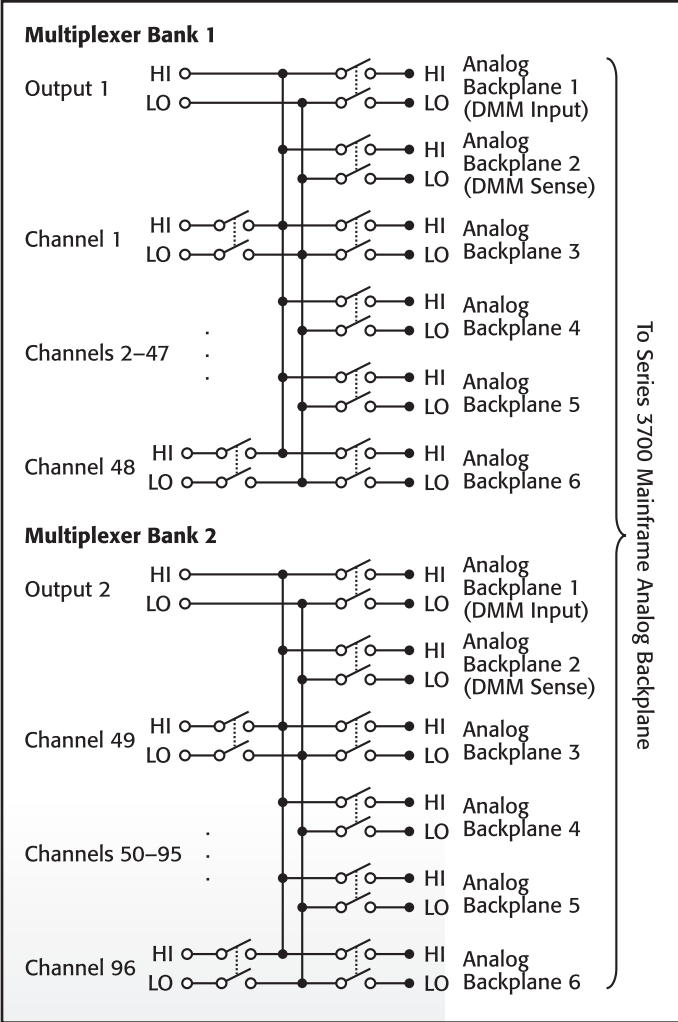 Multiplexer Bank 1
Output 1
HI
LO
HI
LO
Analog
Backplane 1
(DMM Input)
HI
LO
Analog
Backplane 2
(DMM Sense)
Channel 1
HI
LO
HI
LO
Analog
Backplane 3
HI
LO
Analog
Backplane 4
Channels 2–47
HI
LO
Analog
Backplane 5
Channel 48
HI
LO
HI
LO
Analog
Backplane 6
Multiplexer Bank 2
Output 2
HI
LO
HI
LO
Analog
Backplane 1
(DMM Input)
HI
LO
Analog
Backplane 2
(DMM Sense)
Channel 49
HI
LO
HI
LO
Analog
Backplane 3
HI
LO
Analog
Backplane 4
Channels 50–95
HI
LO
Analog
Backplane 5
Channel 96
HI
LO
HI
LO
Analog
Backplane 6
To Series 3700 Mainframe Analog Backplane